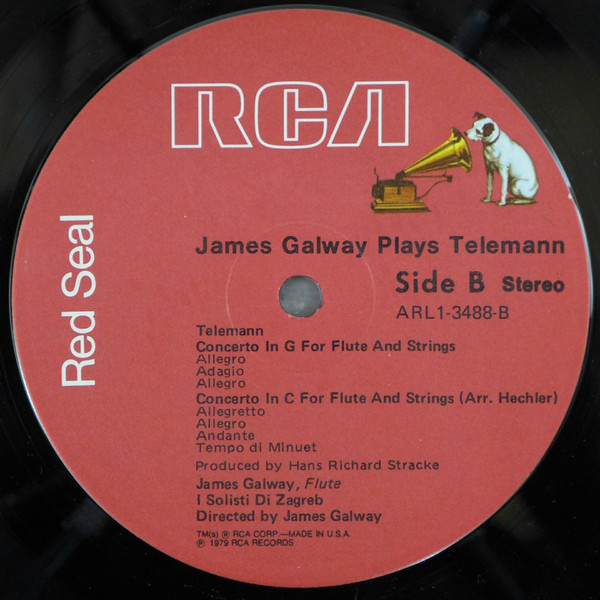 RCA
Red Seal
James Galway Plays Telemann
Side B Stereo
ARL1-3488-B
Telemann
Concerto In G For Flute And Strings
Allegro
Adagio
Allegro
Concerto In C For Flute And Strings (Arr. Hechler)
Allegretto
Allegro
Andante
Tempo di Minuet
Produced by Hans Richard Stracke
James Galway, Flute
I Solisti Di Zagreb
Directed by James Galway
TM(s) ® RCA CORP.—MADE IN U.S.A.
℗ 1979 RCA RECORDS